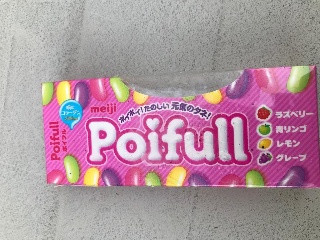 meiji
ポイポイ!たのしい元気のタネ!
Poifull
Poifull
ポイフル
ラズベリー
青リンゴ
レモン
グレープ